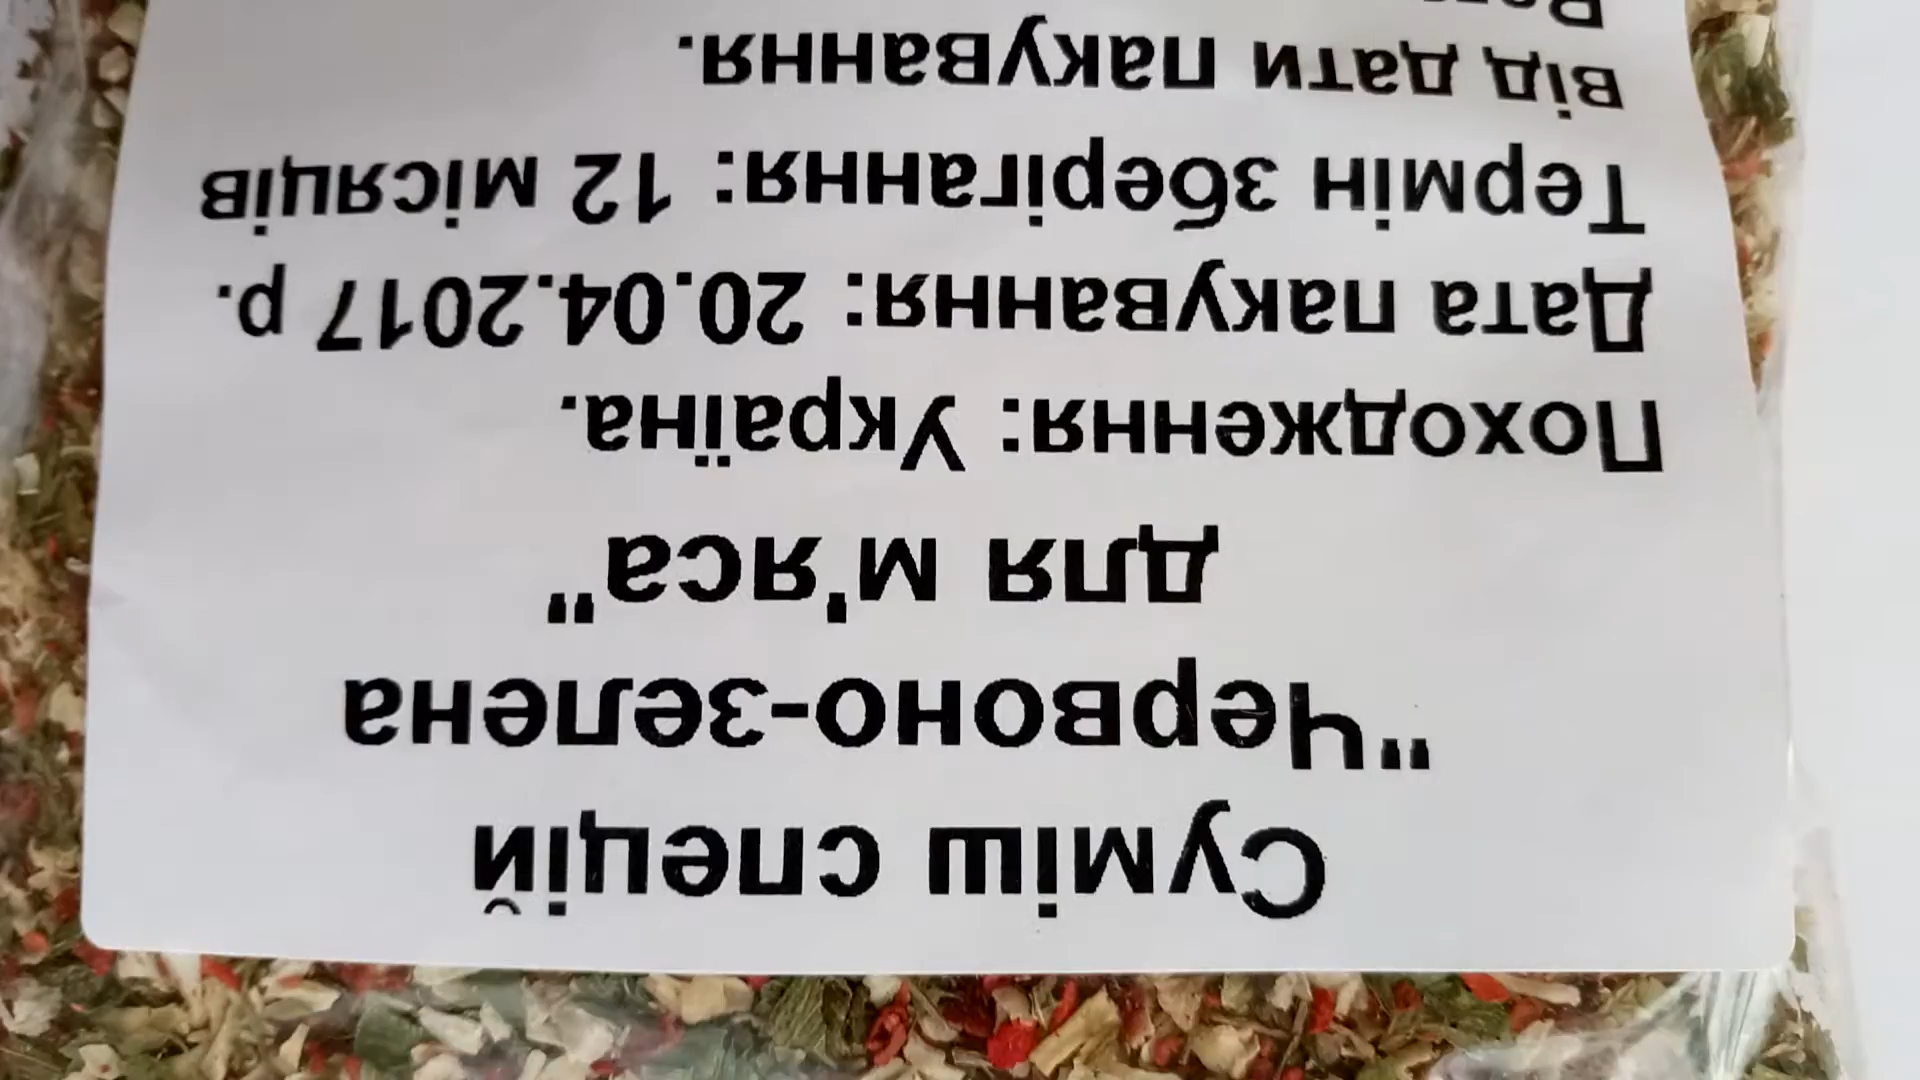 Суміш спецій
"Червоно-зелена
для м'яса"
Походження: Україна.
Дата пакування: 20.04.2017 р.
Термін зберігання: 12 місяців
від дати пакування.